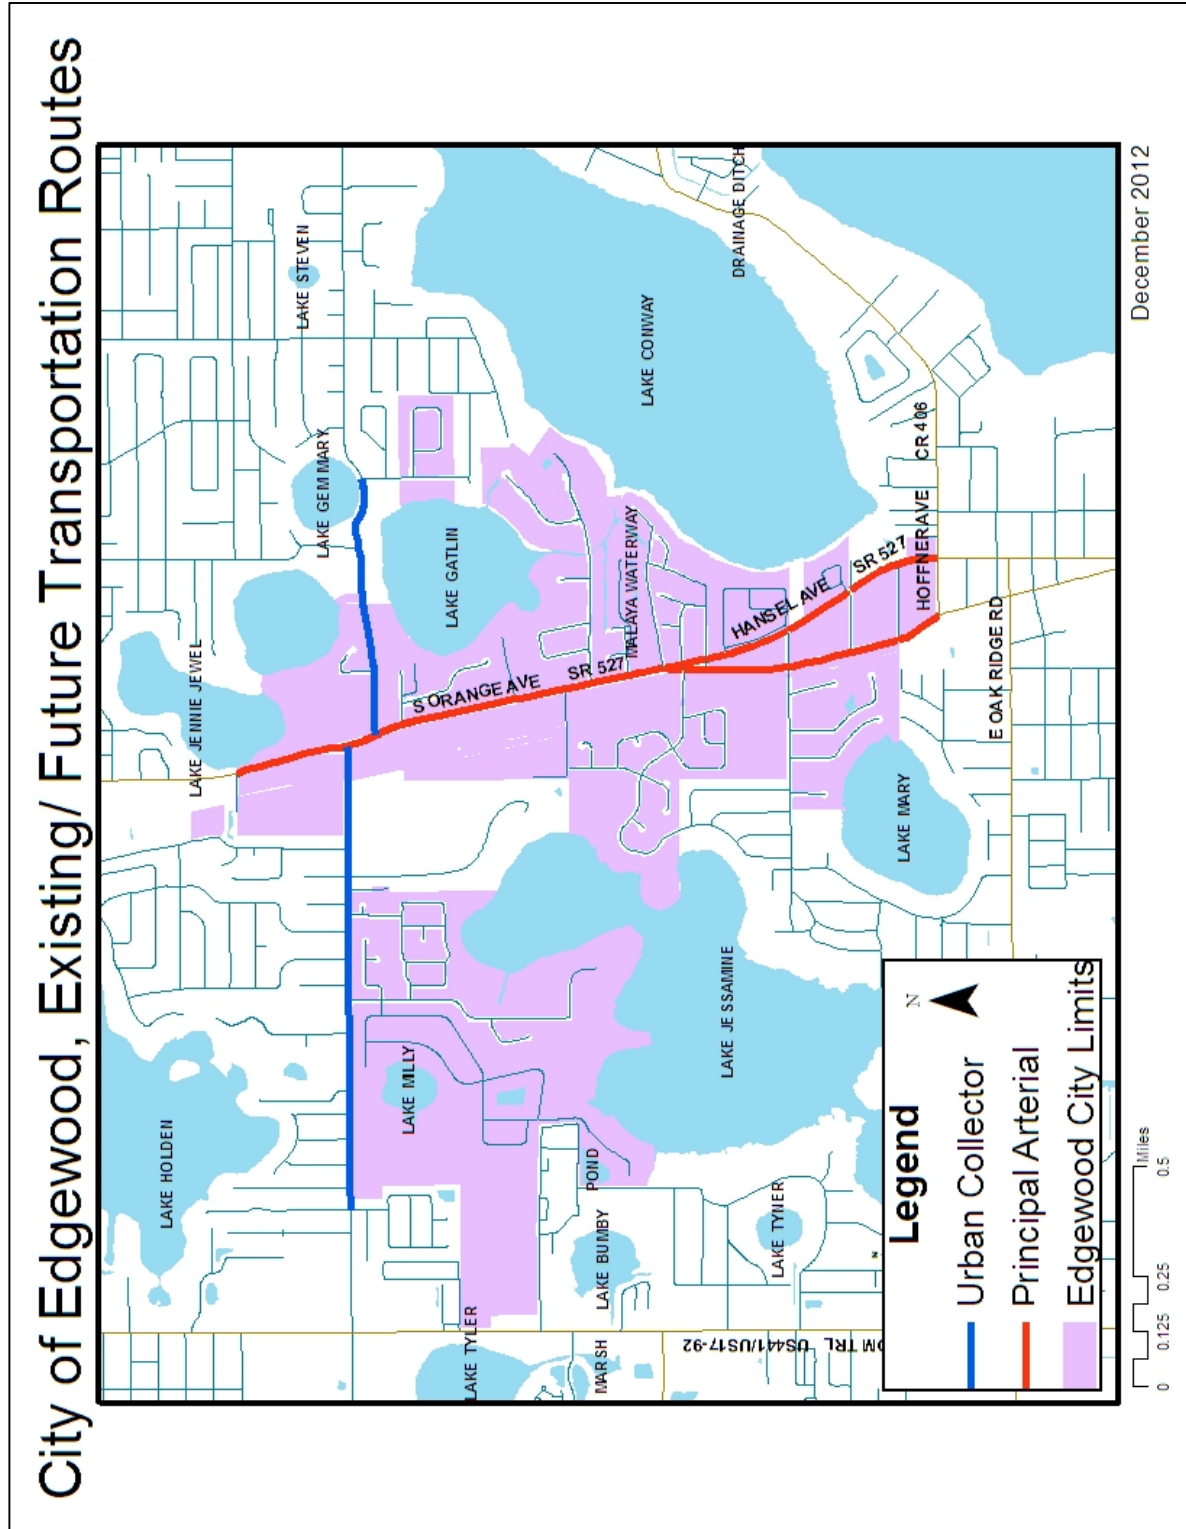 City of Edgewood, Existing/ Future Transportation Routes
LAKE HOLDEN
LAKE JENNIE JEWEL
LAKE GEM MARY
LAKE STEVEN
LAKE TYLER
LAKE MILLY
LAKE GATLIN
S ORANGE AVE
SR 527
MARSH
LAKE BUMBY
POND
MALAYA WATERWAY
LAKE CONWAY
US441/US17-92
OM TRL
LAKE TYNER
LAKE JESSAMINE
HANSEL AVE
SR 527
DRAINAGE DITCH
LAKE MARY
HOFFNER AVE
CR 406
E OAK RIDGE RD
N
Legend
Urban Collector
Principal Arterial
Edgewood City Limits
0 0.125 0.25 0.5
Miles
December 2012